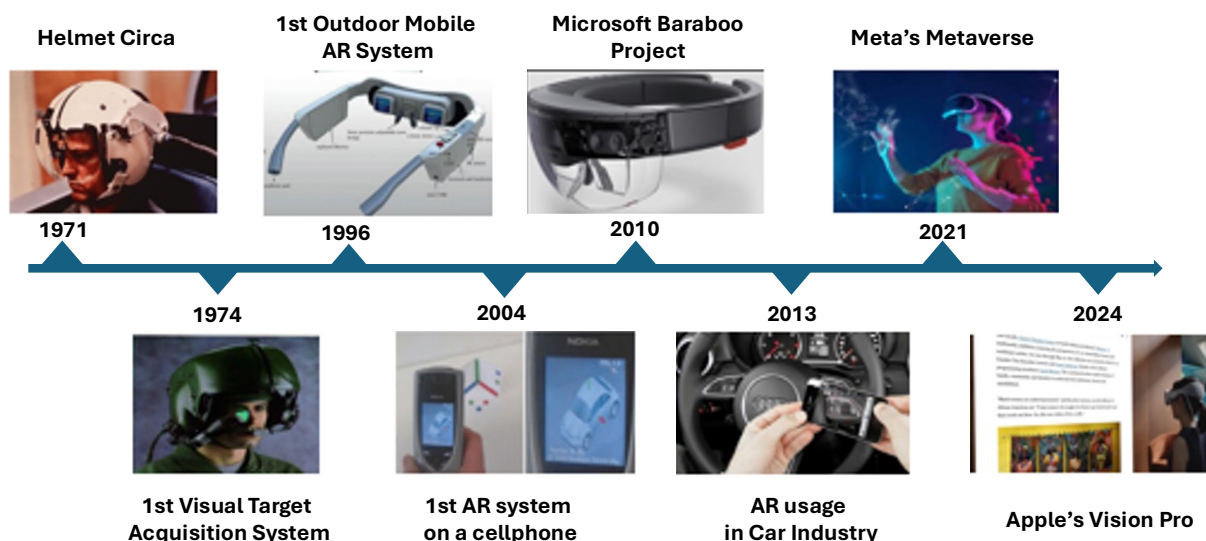 Helmet Circa
1st Outdoor Mobile
AR System
Microsoft Baraboo
Project
Meta's Metaverse
1971
1996
2010
2021
1974
2004
2013
2024
NOKIA
1st Visual Target
Acquisition System
1st AR system
on a cellphone
AR usage
in Car Industry
Apple's Vision Pro